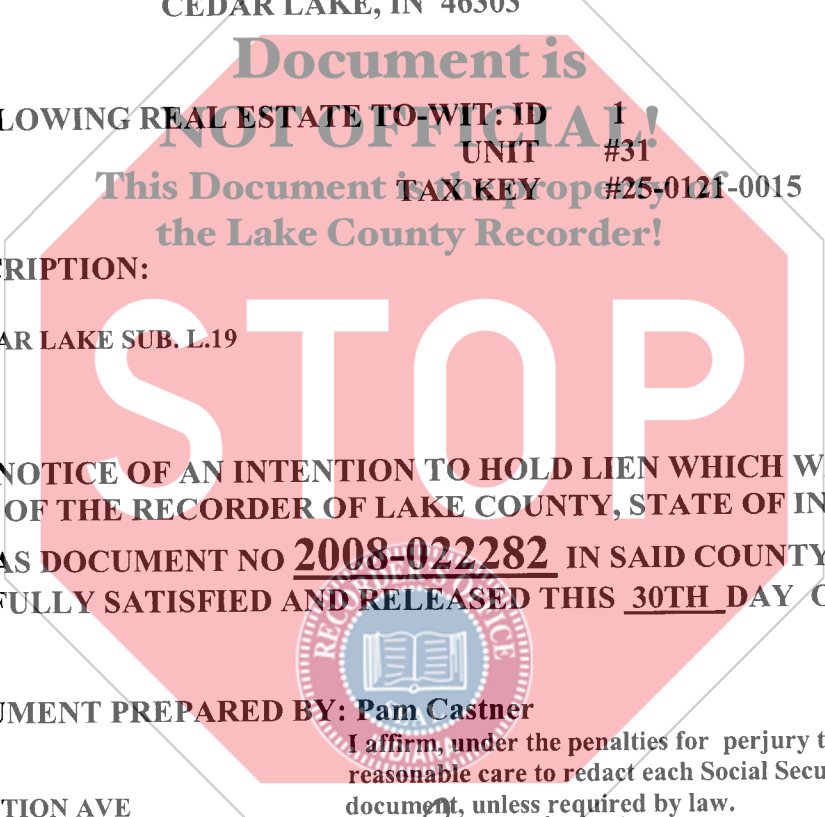 CEDAR LAKE, IN 46303
Document is
LOWING REAL ESTATE TO-WIT: ID 1
NOT OFFICIAL!
UNIT #31
This Document is the property of
TAX KEY #25-0121-0015
the Lake County Recorder!
CRIPTION:
AR LAKE SUB. L.19
STOP
NOTICE OF AN INTENTION TO HOLD LIEN WHICH W
OF THE RECORDER OF LAKE COUNTY, STATE OF IN
AS DOCUMENT NO 2008-022282 IN SAID COUNTY
FULLY SATISFIED AND RELEASED THIS 30TH DAY O
RECORDER'S OFFICE
INDIANA
UMENT PREPARED BY: Pam Castner
I affirm, under the penalties for perjury t
reasonable care to redact each Social Secu
TION AVE
document, unless required by law.